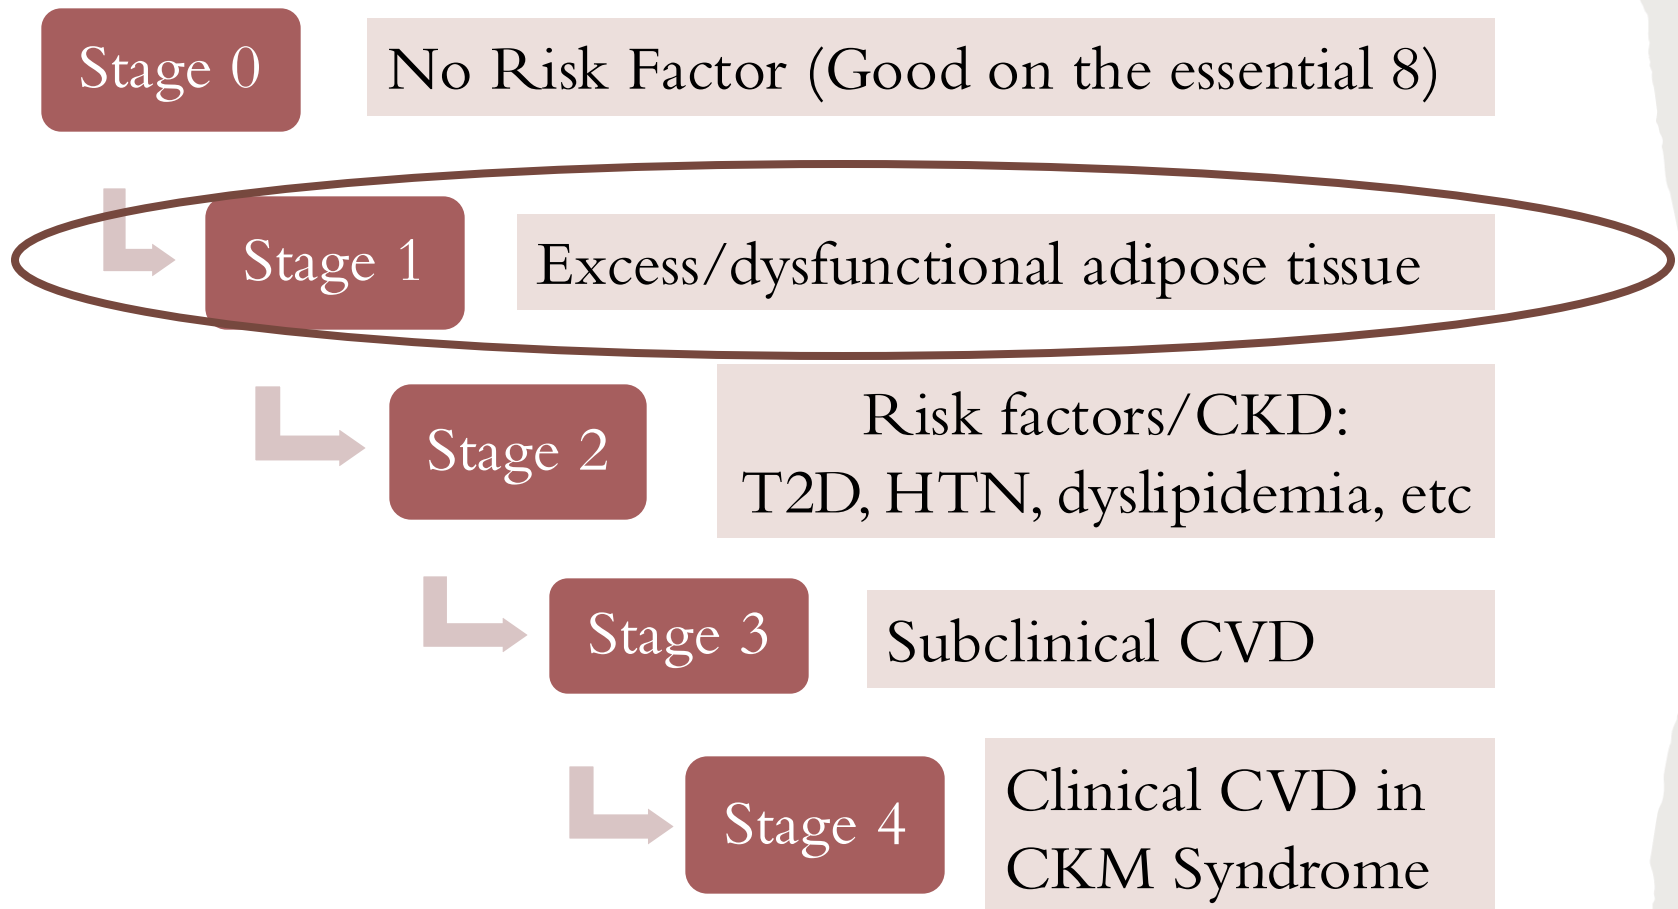 Stage 0
No Risk Factor (Good on the essential 8)
Stage 1
Excess/dysfunctional adipose tissue
Stage 2
Risk factors/CKD:
T2D, HTN, dyslipidemia, etc
Stage 3
Subclinical CVD
Stage 4
Clinical CVD in
CKM Syndrome